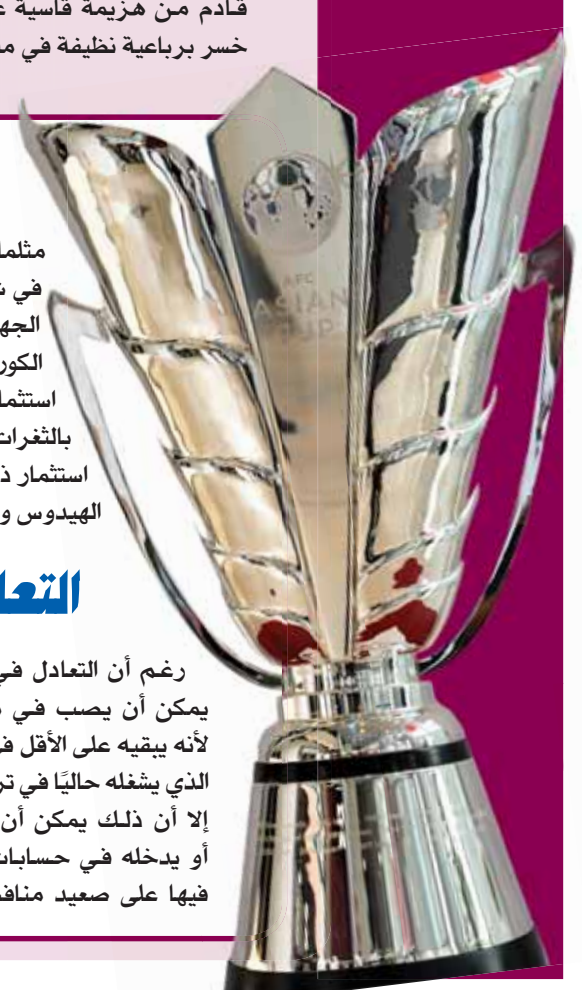 قادم من هزيمة قاسية
خسر برباعية نظيفة في
AFC
ASIAN
CUP
مثلما
في
الجه
الكور
استثما
بالثغرات
استثمار
الهيدوس و
التعا
رغم أن التعادل في
يمكن أن يصب في
لأنه يبقيه على الأقل
الذي يشغله حاليًا في
إلا أن ذلك يمكن أن
أو يدخله في حسابات
فيها على صعيد